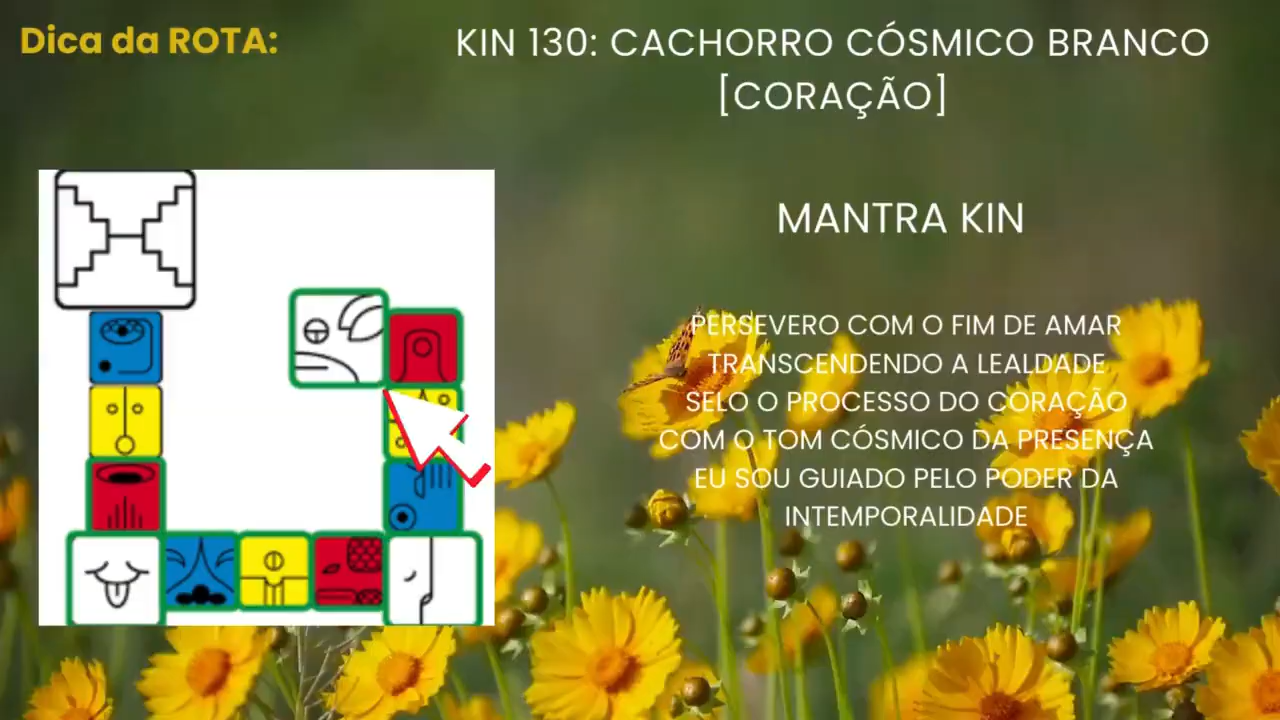 Dica da ROTA:
KIN 130: CACHORRO CÓSMICO BRANCO
[CORAÇÃO]
MANTRA KIN
PERSEVERO COM O FIM DE AMAR
TRANSCENDENDO A LEALDADE
SELO O PROCESSO DO CORAÇÃO
COM O TOM CÓSMICO DA PRESENÇA
EU SOU GUIADO PELO PODER DA
INTEMPORALIDADE